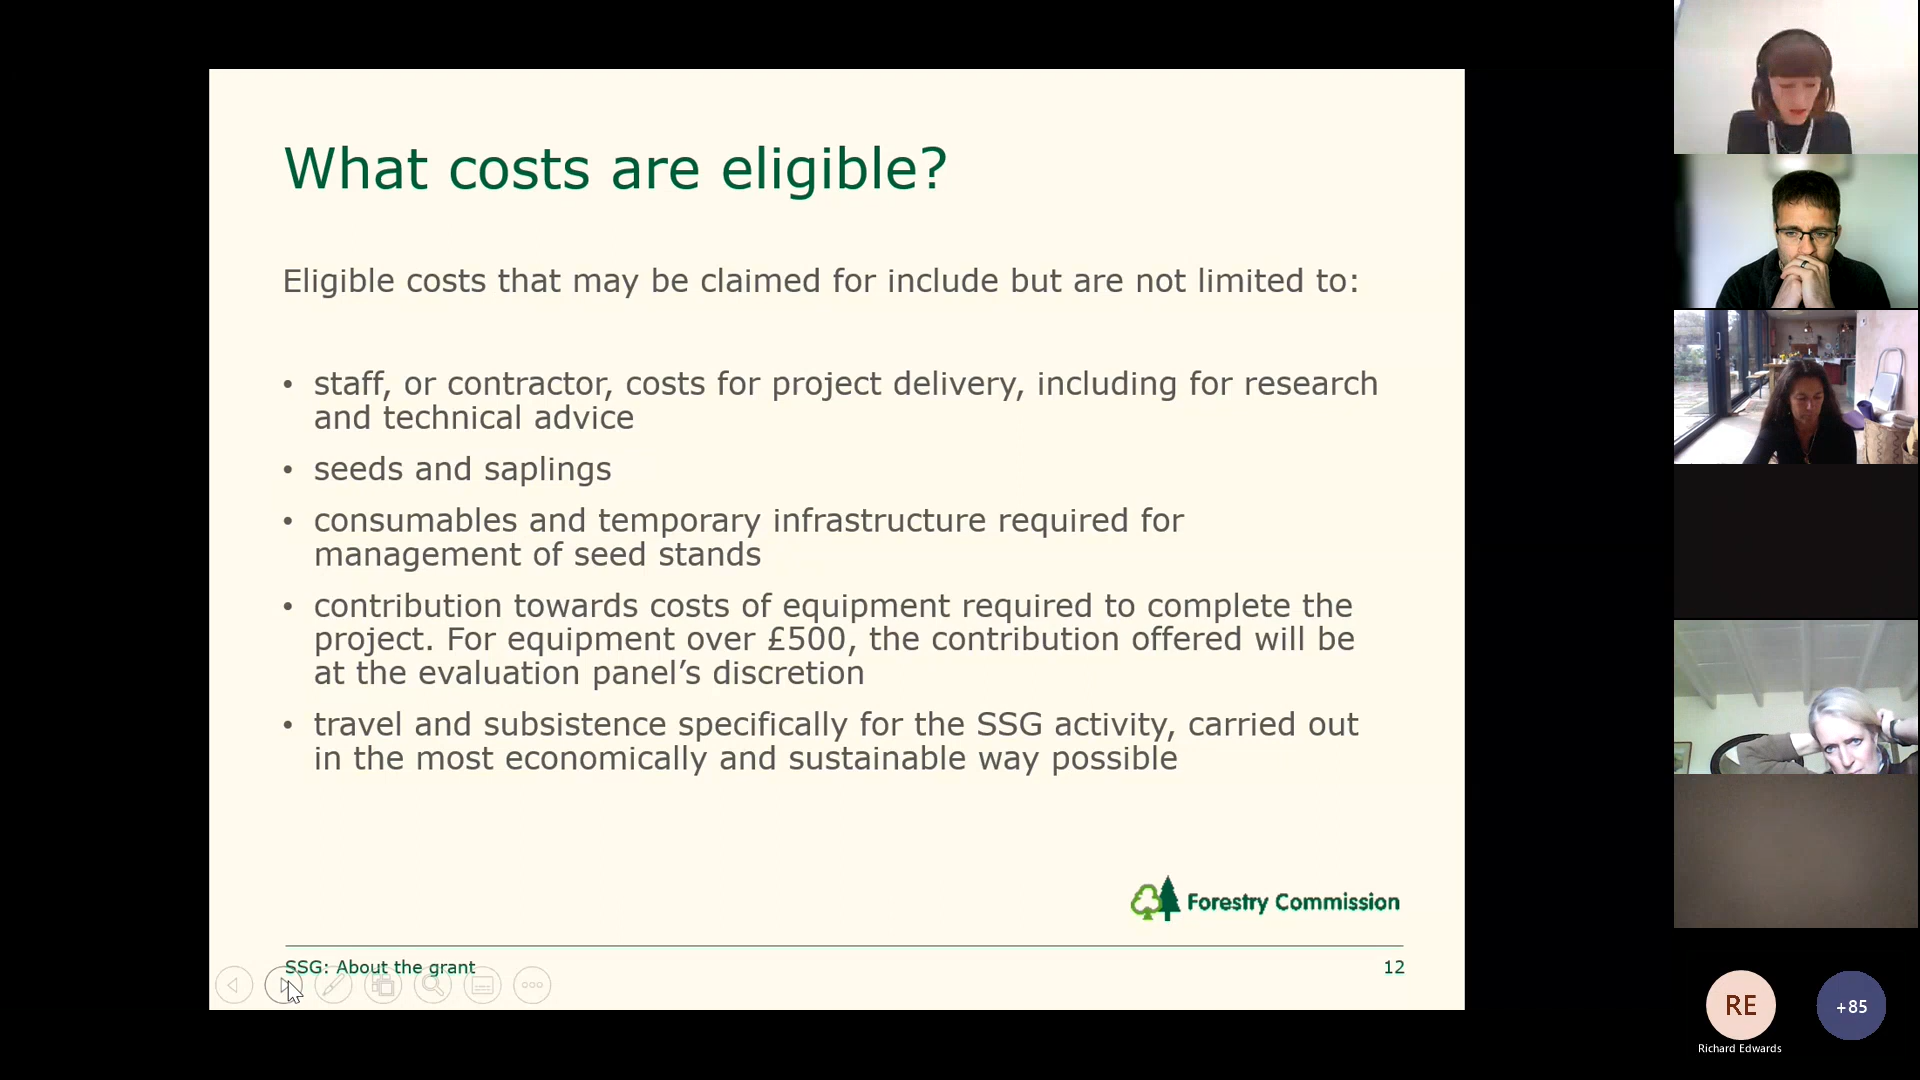 What costs are eligible?
Eligible costs that may be claimed for include but are not limited to:
• staff, or contractor, costs for project delivery, including for research
and technical advice
• seeds and saplings
• consumables and temporary infrastructure required for
management of seed stands
• contribution towards costs of equipment required to complete the
project. For equipment over £500, the contribution offered will be
at the evaluation panel’s discretion
• travel and subsistence specifically for the SSG activity, carried out
in the most economically and sustainable way possible
Forestry Commission
SSG: About the grant
12
RE
Richard Edwards
+85